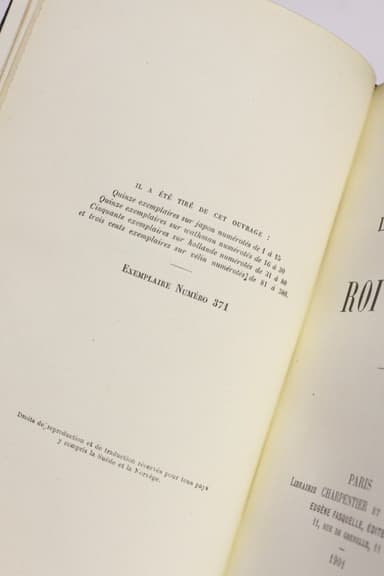 IL A ÉTÉ TIRÉ DE CET OUVRAGE :
Quinze exemplaires sur japon numérotés de 1 à 15
Quinze exemplaires sur wathman numérotés de 16 à 30
Cinquante exemplaires sur hollande numérotés de 31 à 80
et trois cents exemplaires sur vélin numérotés de 81 à 380.
EXEMPLAIRE NUMÉRO 371
Droits de reproduction et de traduction réservés pour tous pays
y compris la Suède et la Norvège.
ROI
PARIS
LIBRAIRIE CHARPENTIER ET
EUGÈNE FASQUELLE, ÉDITE
11, RUE DE GRENELLE, 11
1901